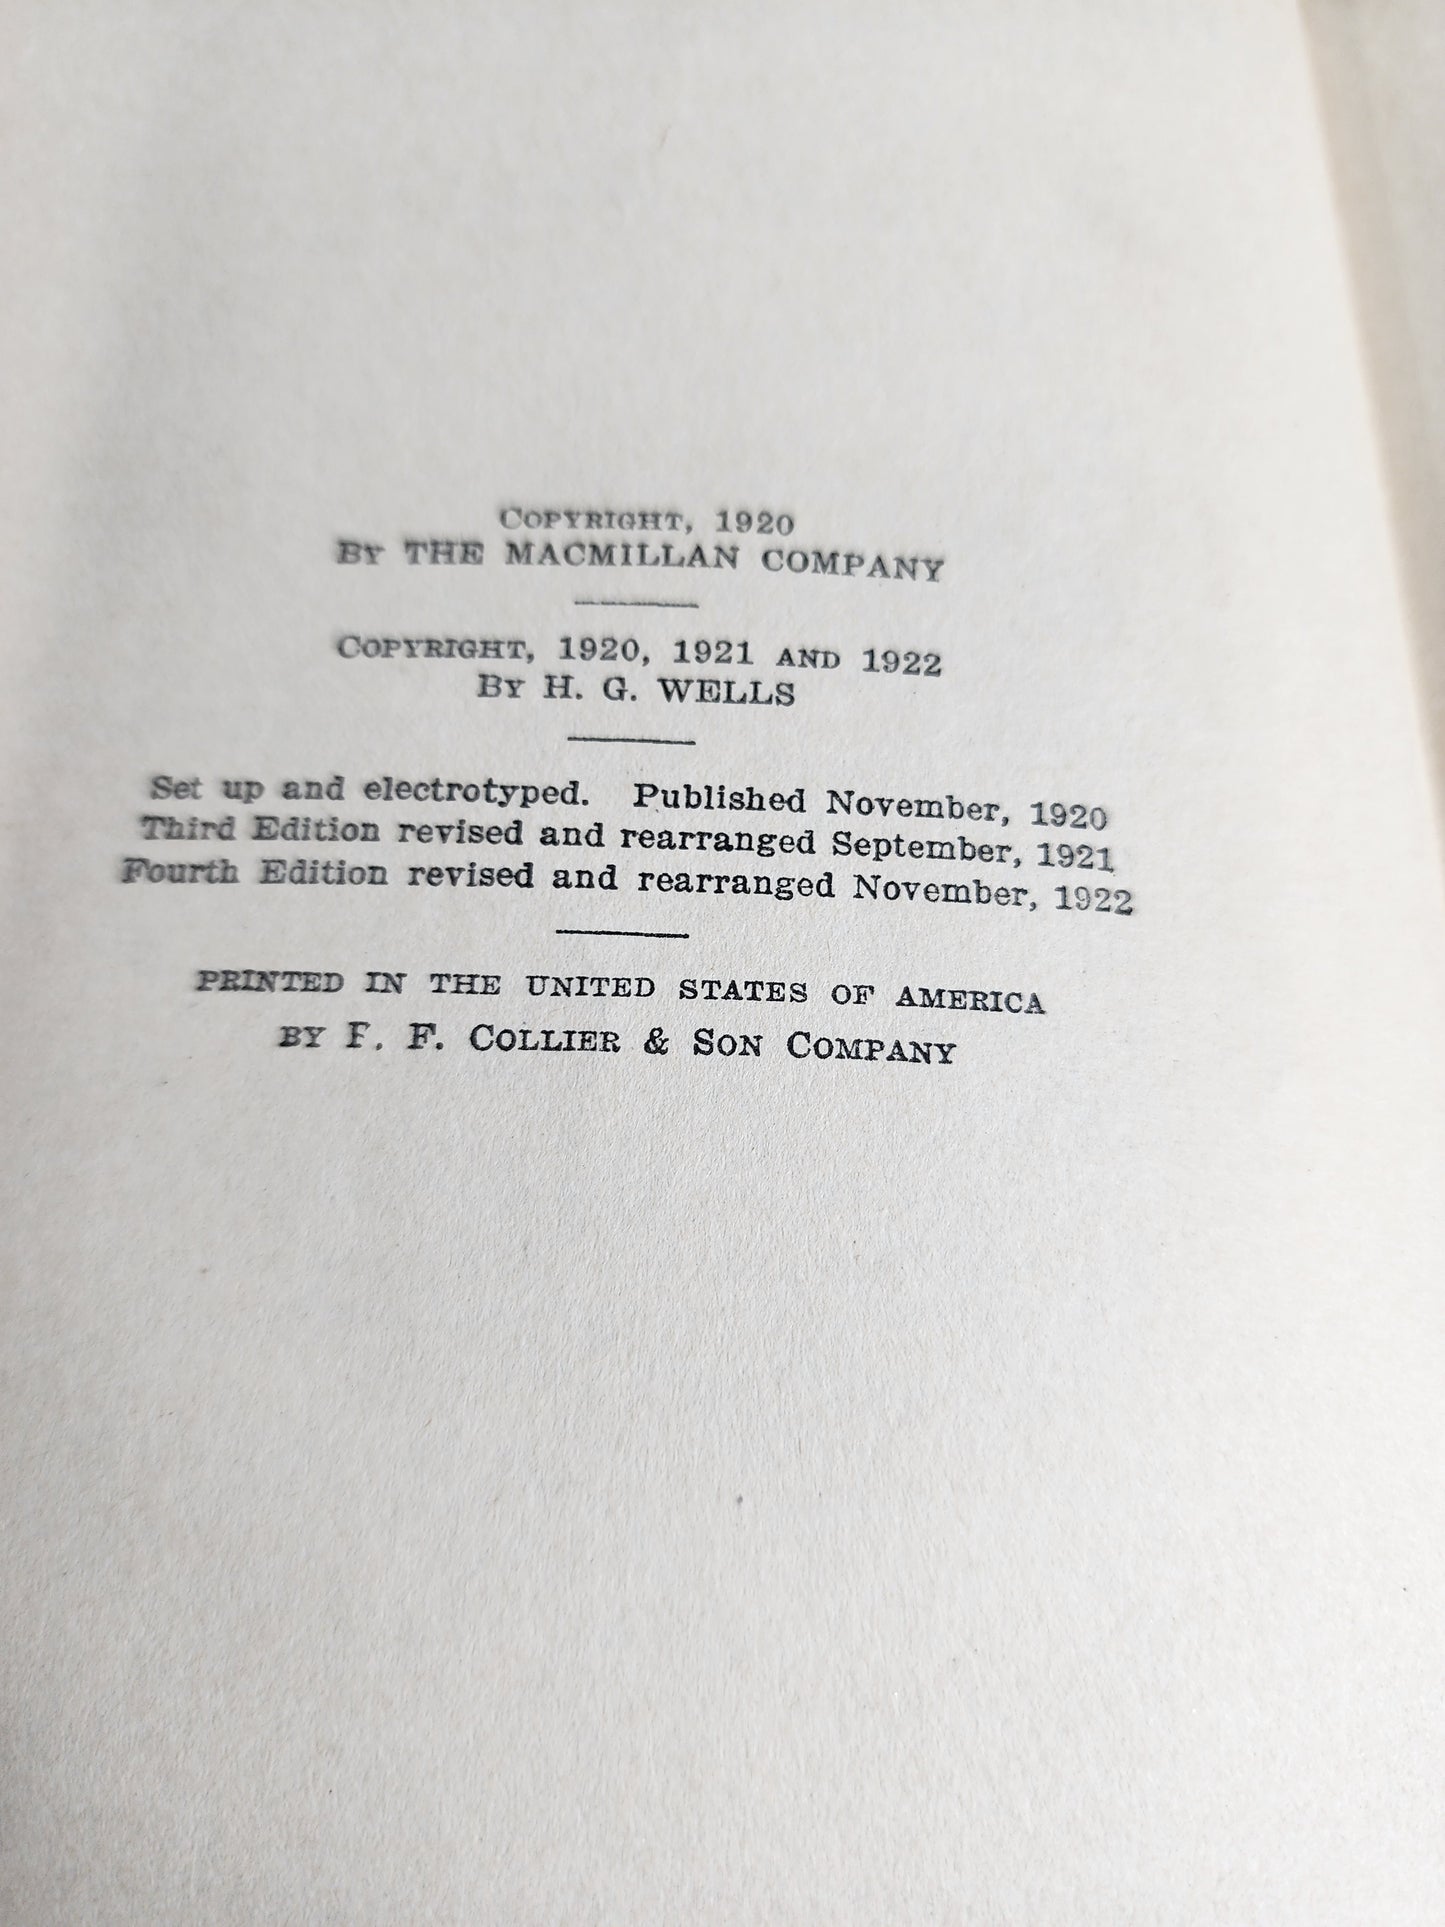 COPYRIGHT, 1920
BY THE MACMILLAN COMPANY
COPYRIGHT, 1920, 1921 AND 1922
BY H. G. WELLS
Set up and electrotyped. Published November, 1920
Third Edition revised and rearranged September, 1921
Fourth Edition revised and rearranged November, 1922
PRINTED IN THE UNITED STATES OF AMERICA
BY F. F. COLLIER & SON COMPANY